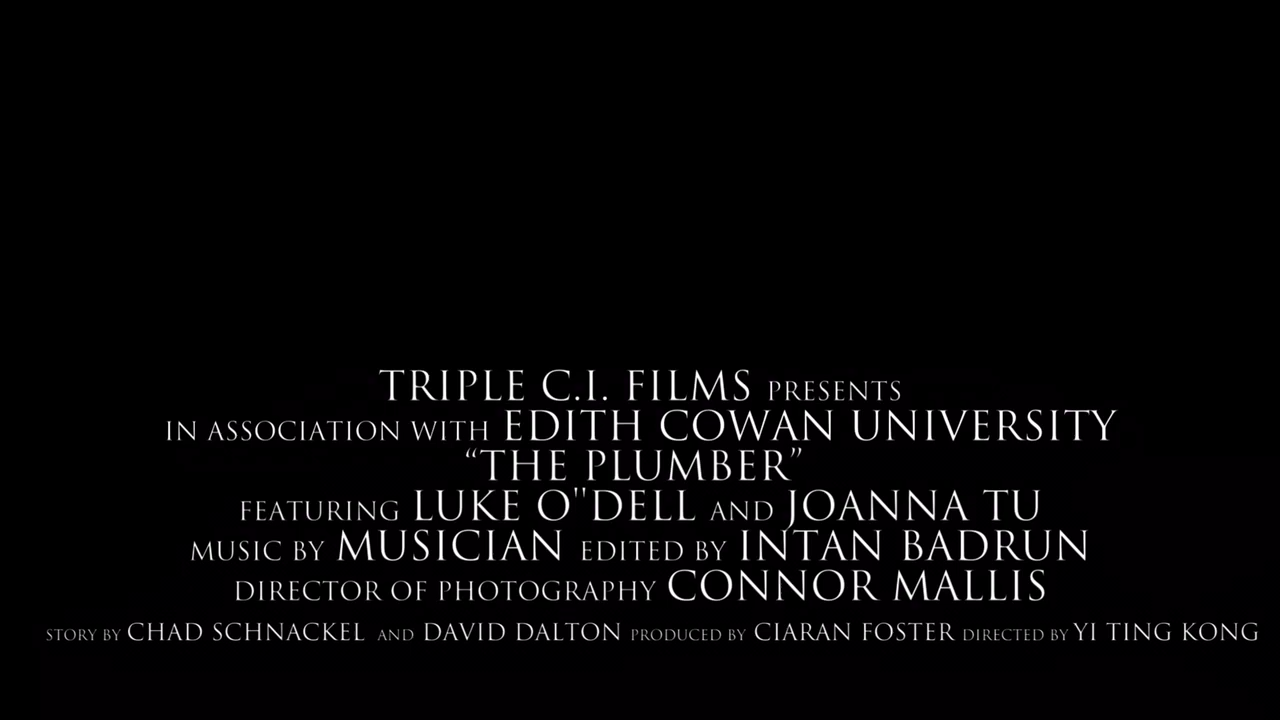 TRIPLE C.I. FILMS PRESENTS
IN ASSOCIATION WITH EDITH COWAN UNIVERSITY
“THE PLUMBER”
FEATURING LUKE O"DELL AND JOANNA TU
MUSIC BY MUSICIAN EDITED BY INTAN BADRUN
DIRECTOR OF PHOTOGRAPHY CONNOR MALLIS
STORY BY CHAD SCHNACKEL AND DAVID DALTON PRODUCED BY CIARAN FOSTER DIRECTED BY YI TING KONG